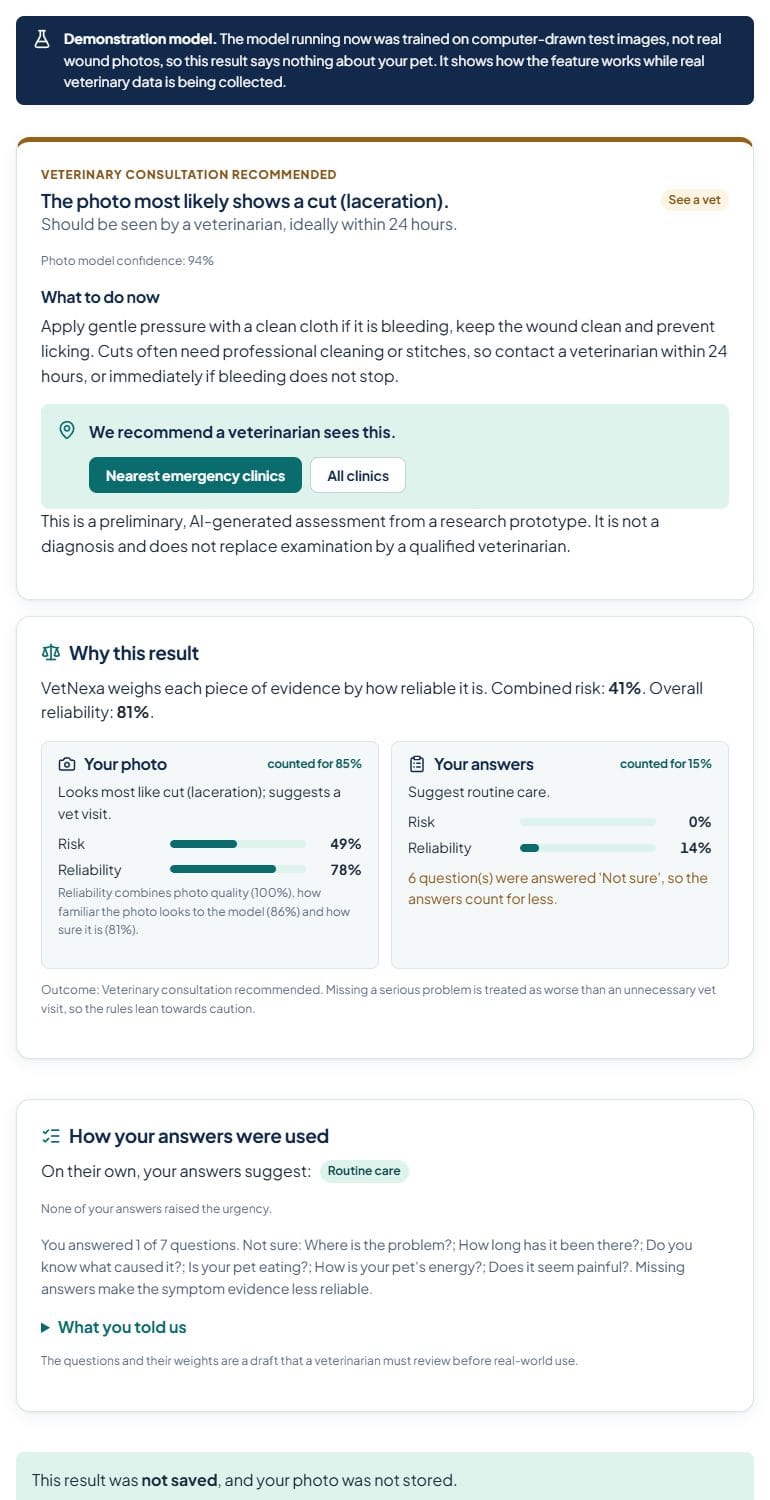 Demonstration model. The model running now was trained on computer-drawn test images, not real
wound photos, so this result says nothing about your pet. It shows how the feature works while real
veterinary data is being collected.
VETERINARY CONSULTATION RECOMMENDED
The photo most likely shows a cut (laceration).
See a vet
Should be seen by a veterinarian, ideally within 24 hours.
Photo model confidence: 94%
What to do now
Apply gentle pressure with a clean cloth if it is bleeding, keep the wound clean and prevent
licking. Cuts often need professional cleaning or stitches, so contact a veterinarian within 24
hours, or immediately if bleeding does not stop.
We recommend a veterinarian sees this.
Nearest emergency clinics
All clinics
This is a preliminary, AI-generated assessment from a research prototype. It is not a
diagnosis and does not replace examination by a qualified veterinarian.
Why this result
VetNexa weighs each piece of evidence by how reliable it is. Combined risk: 41%. Overall
reliability: 81%.
Your photo
counted for 85%
Looks most like cut (laceration); suggests a
vet visit.
Risk 49%
Reliability 78%
Reliability combines photo quality (100%), how
familiar the photo looks to the model (86%) and how
sure it is (81%).
Your answers
counted for 15%
Suggest routine care.
Risk 0%
Reliability 14%
6 question(s) were answered 'Not sure', so the
answers count for less.
Outcome: Veterinary consultation recommended. Missing a serious problem is treated as worse than an unnecessary vet
visit, so the rules lean towards caution.
How your answers were used
On their own, your answers suggest: Routine care
None of your answers raised the urgency.
You answered 1 of 7 questions. Not sure: Where is the problem?; How long has it been there?; Do you
know what caused it?; Is your pet eating?; How is your pet's energy?; Does it seem painful?. Missing
answers make the symptom evidence less reliable.
What you told us
The questions and their weights are a draft that a veterinarian must review before real-world use.
This result was not saved, and your photo was not stored.